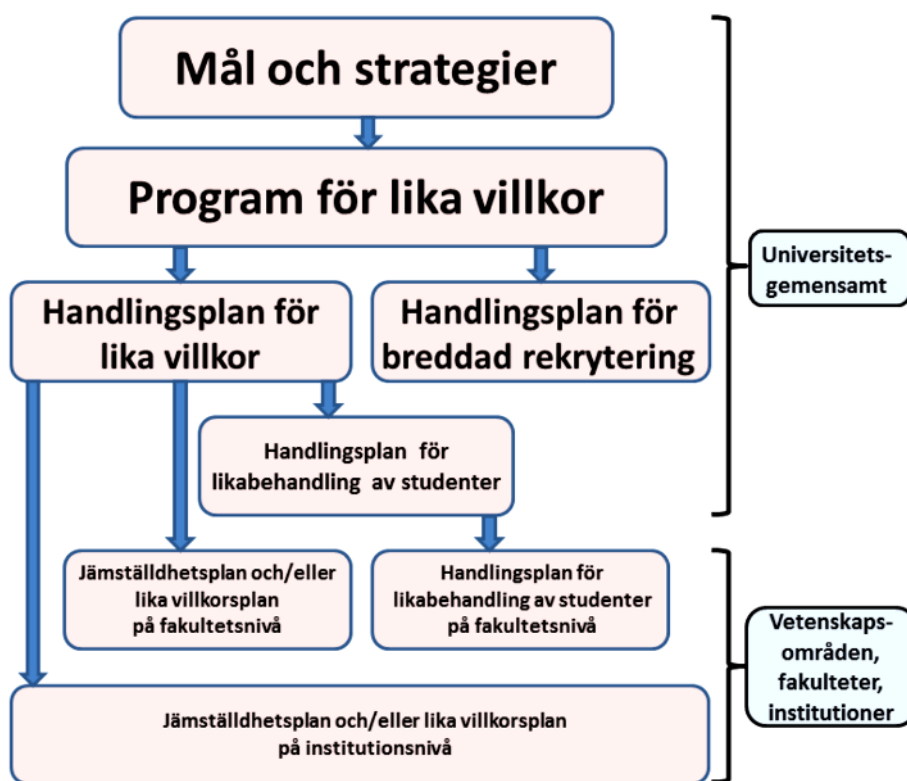 Mål och strategier
Program för lika villkor
Universitets-
gemensamt
Handlingsplan för
lika villkor
Handlingsplan för
breddad rekrytering
Handlingsplan för
likabehandling av studenter
Jämställdhetsplan och/eller
lika villkorsplan
på fakultetsnivå
Handlingsplan för
likabehandling av studenter
på fakultetsnivå
Vetenskaps-
områden,
fakulteter,
institutioner
Jämställdhetsplan och/eller lika villkorsplan
på institutionsnivå